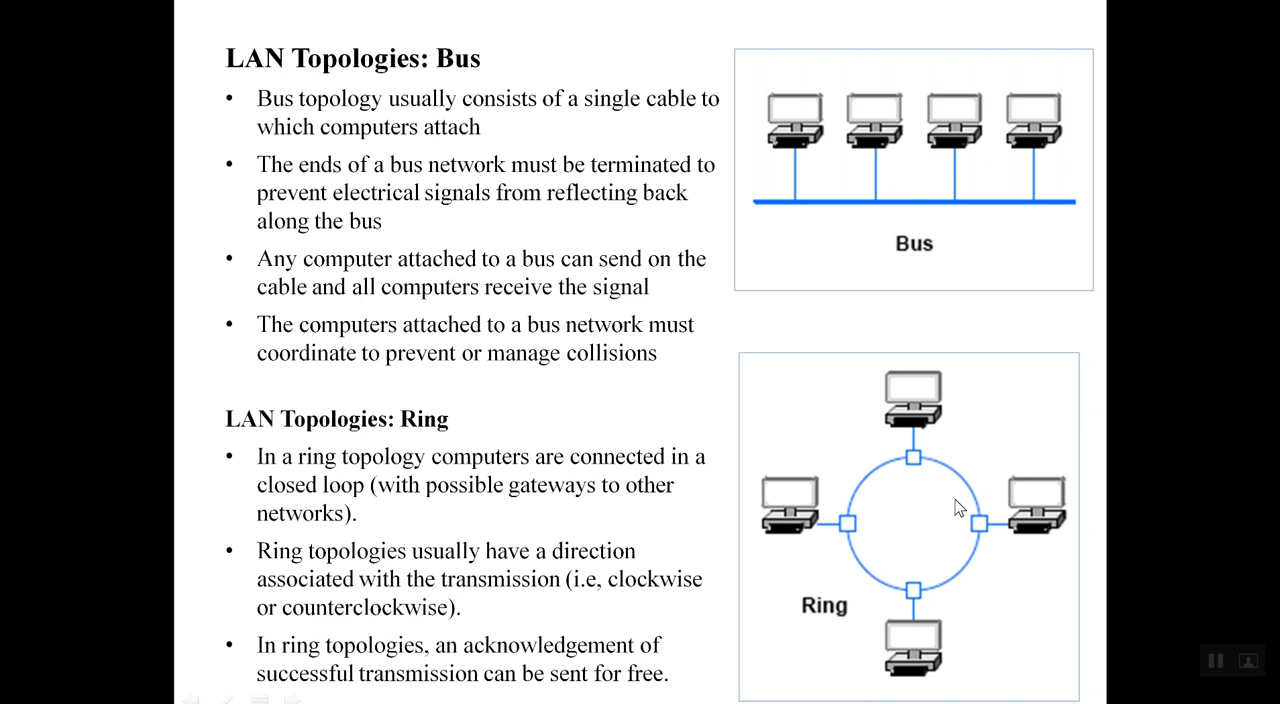 LAN Topologies: Bus
• Bus topology usually consists of a single cable to
which computers attach
• The ends of a bus network must be terminated to
prevent electrical signals from reflecting back
along the bus
• Any computer attached to a bus can send on the
cable and all computers receive the signal
• The computers attached to a bus network must
coordinate to prevent or manage collisions
Bus
LAN Topologies: Ring
• In a ring topology computers are connected in a
closed loop (with possible gateways to other
networks).
• Ring topologies usually have a direction
associated with the transmission (i.e, clockwise
or counterclockwise).
• In ring topologies, an acknowledgement of
successful transmission can be sent for free.
Ring